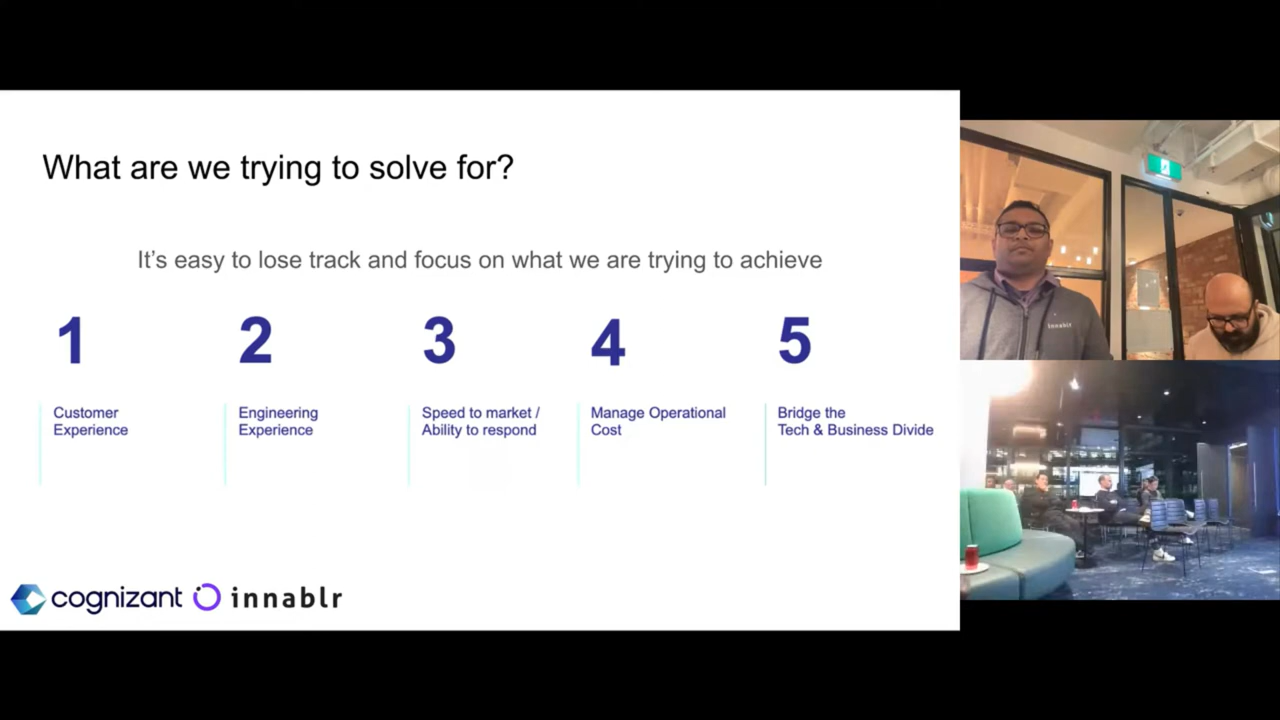 What are we trying to solve for?
It's easy to lose track and focus on what we are trying to achieve
1
2
3
4
5
Customer
Experience
Engineering
Experience
Speed to market /
Ability to respond
Manage Operational
Cost
Bridge the
Tech & Business Divide
cognizant innablr
innablr